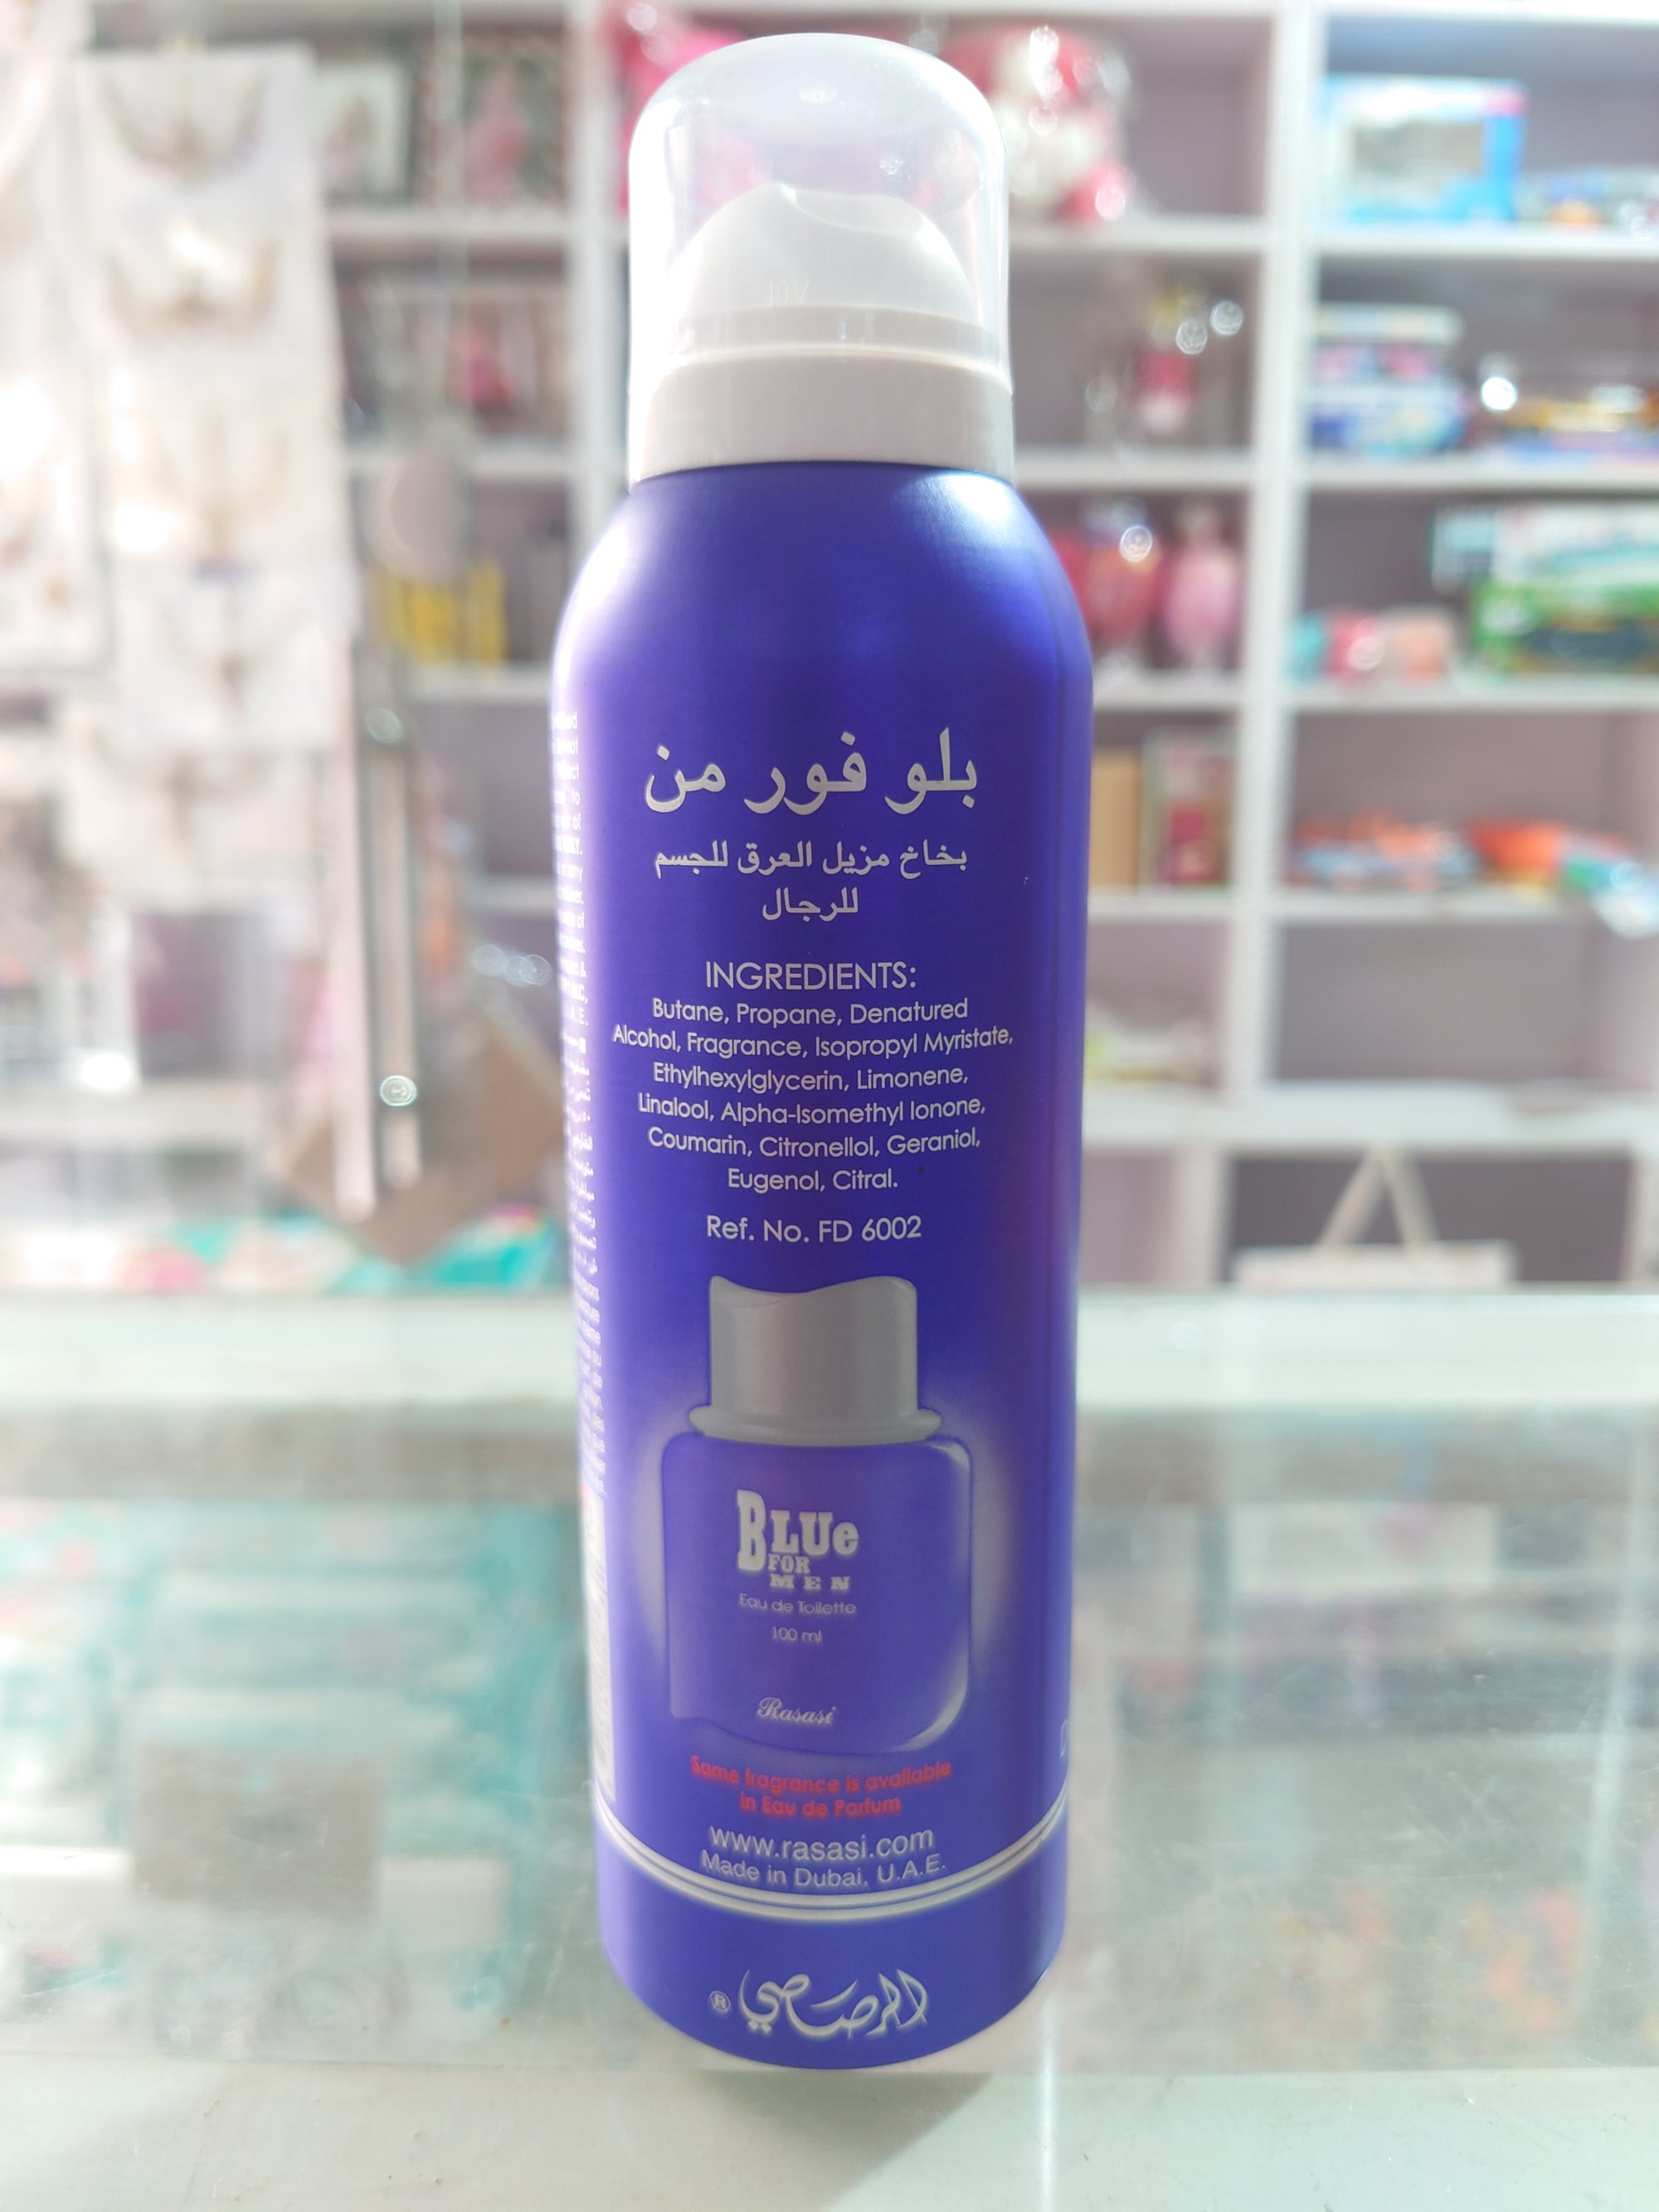 بلو فور من
بخاخ مزيل العرق للجسم
للرجال
INGREDIENTS:
Butane, Propane, Denatured
Alcohol, Fragrance, Isopropyl Myristate,
Ethylhexylglycerin, Limonene,
Linalool, Alpha-Isomethyl Ionone,
Coumarin, Citronellol, Geraniol,
Eugenol, Citral.
Ref. No. FD 6002
BLUe
FOR
MEN
Eau de Toilette
100 ml
Rasasi
Same fragrance is available
in Eau de Parfum
www.rasasi.com
Made in Dubai, U.A.E.
الرصاصي ®